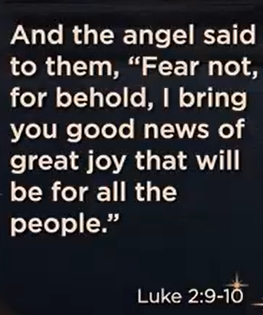 And the angel said
to them, “Fear not,
for behold, I bring
you good news of
great joy that will
be for all the
people.”
Luke 2:9-10